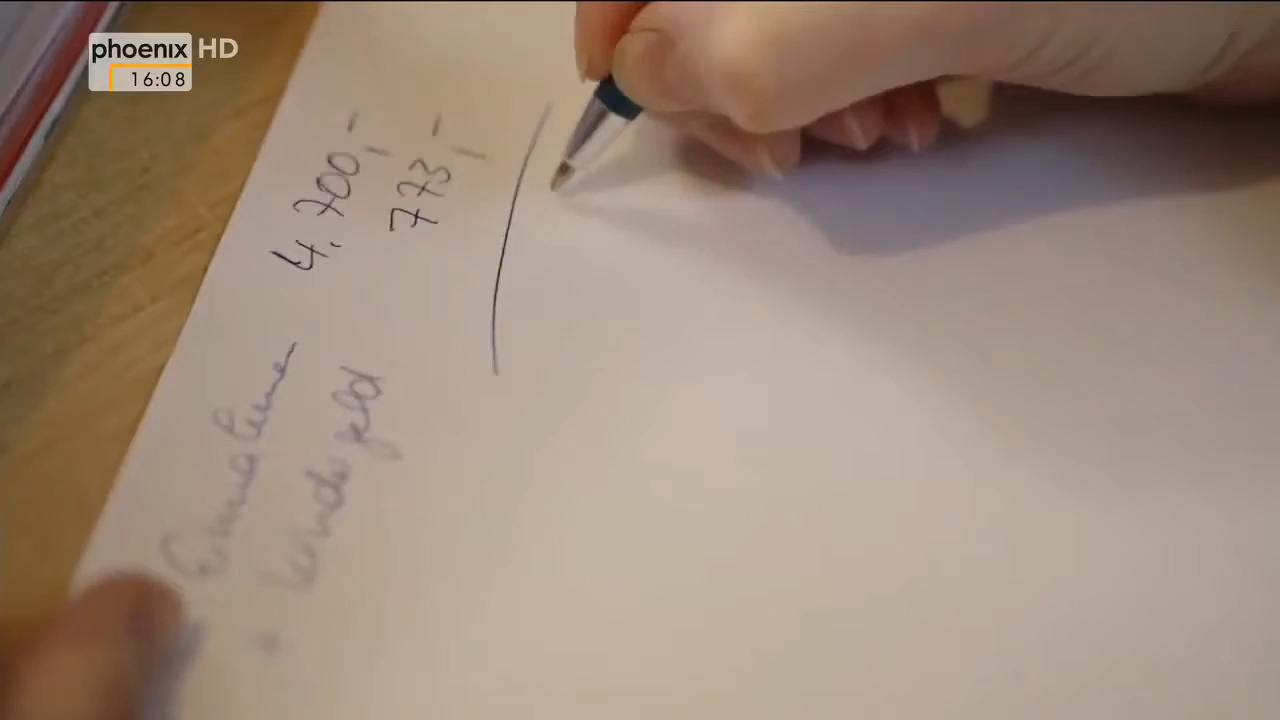 phoenix HD
16:08
Einnahmen 4.700,-
+ Kindergeld 773,-